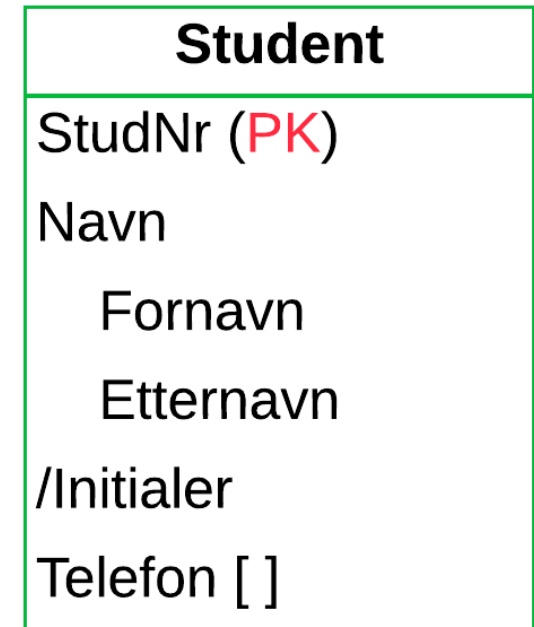 Student
StudNr (PK)
Navn
Fornavn
Etternavn
/Initialer
Telefon [ ]